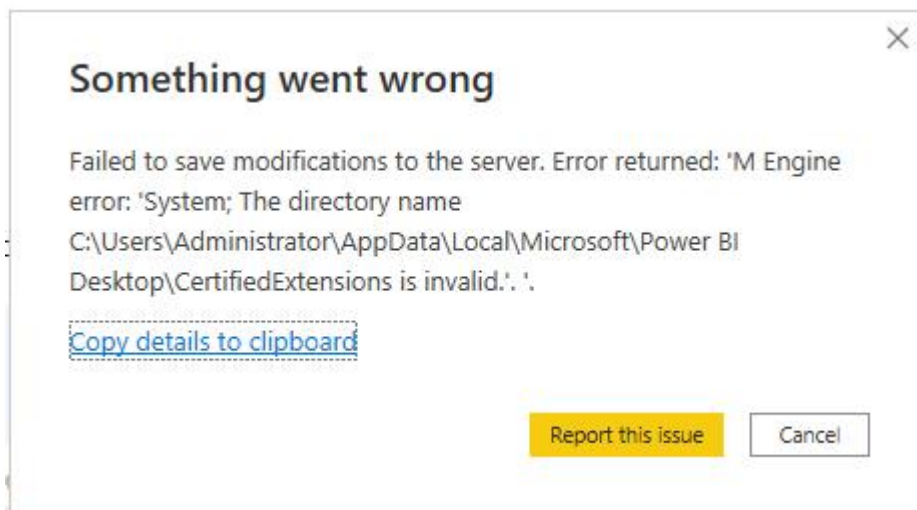 Something went wrong
Failed to save modifications to the server. Error returned: 'M Engine
error: 'System; The directory name
C:\Users\Administrator\AppData\Local\Microsoft\Power BI
Desktop\CertifiedExtensions is invalid.'. '.
Copy details to clipboard
Report this issue
Cancel